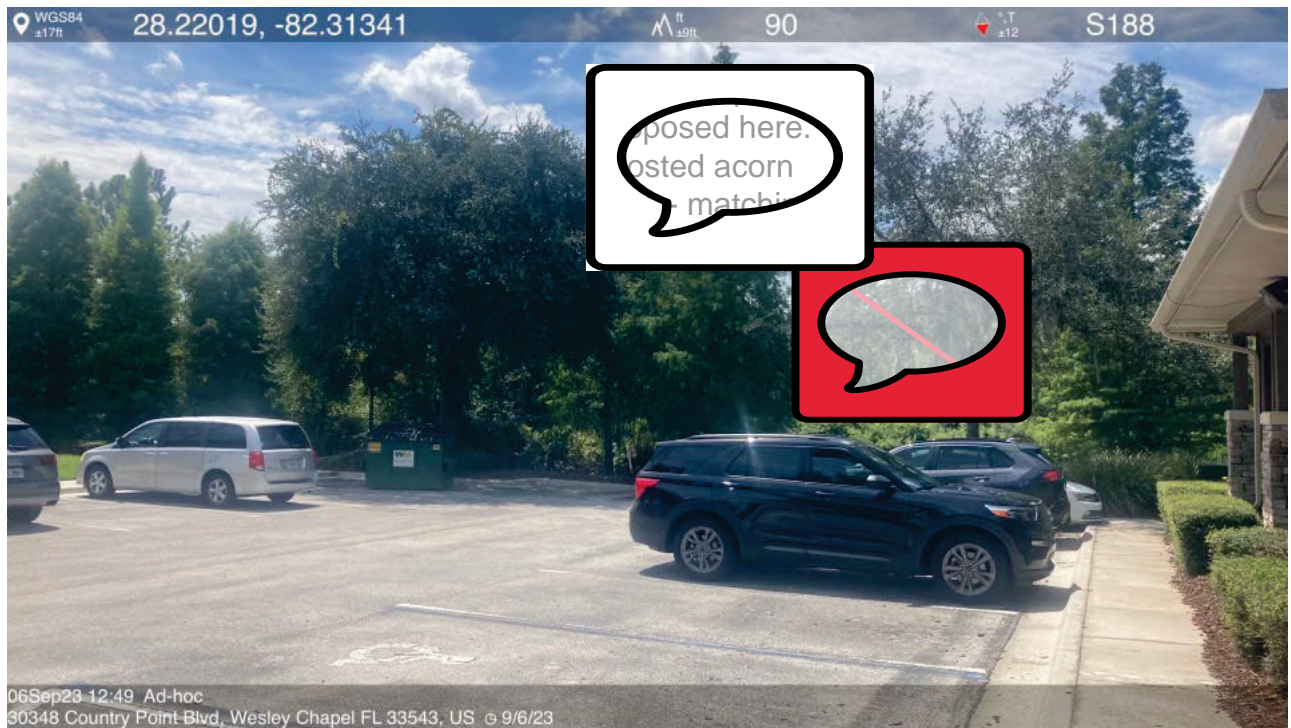 WGS84
±17ft
28.22019, -82.31341
ft
±9ft
90
°,T
±12
S188
posed here.
osted acorn
- matchin
06Sep23 12:49 Ad-hoc
30348 Country Point Blvd, Wesley Chapel FL 33543, US 9/6/23